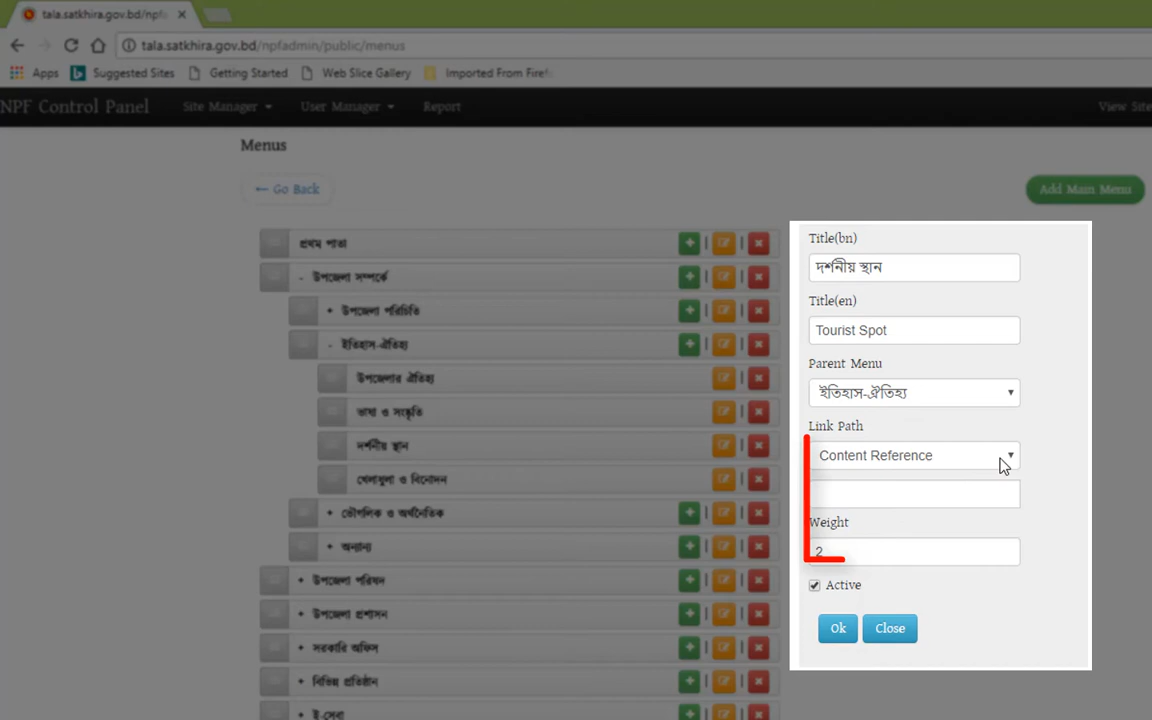 tala.satkhira.gov.bd/npf
tala.satkhira.gov.bd/npfadmin/public/menus
Apps Suggested Sites Getting Started Web Slice Gallery Imported From Firef
NPF Control Panel Site Manager User Manager Report View Site
Menus
← Go Back
Add Main Menu
প্রথম পাতা
- উপজেলা সম্পর্কে
+ উপজেলা পরিচিতি
- ইতিহাস-ঐতিহ্য
উপজেলার ঐতিহ্য
ভাষা ও সংস্কৃতি
দর্শনীয় স্থান
খেলাধুলা ও বিনোদন
+ ভৌগলিক ও অর্থনৈতিক
+ অন্যান্য
+ উপজেলা পরিষদ
+ উপজেলা প্রশাসন
+ সরকারি অফিস
+ বিভিন্ন প্রতিষ্ঠান
+ ই-সেবা
Title(bn)
দর্শনীয় স্থান
Title(en)
Tourist Spot
Parent Menu
ইতিহাস-ঐতিহ্য
Link Path
Content Reference
Weight
2
Active
Ok Close